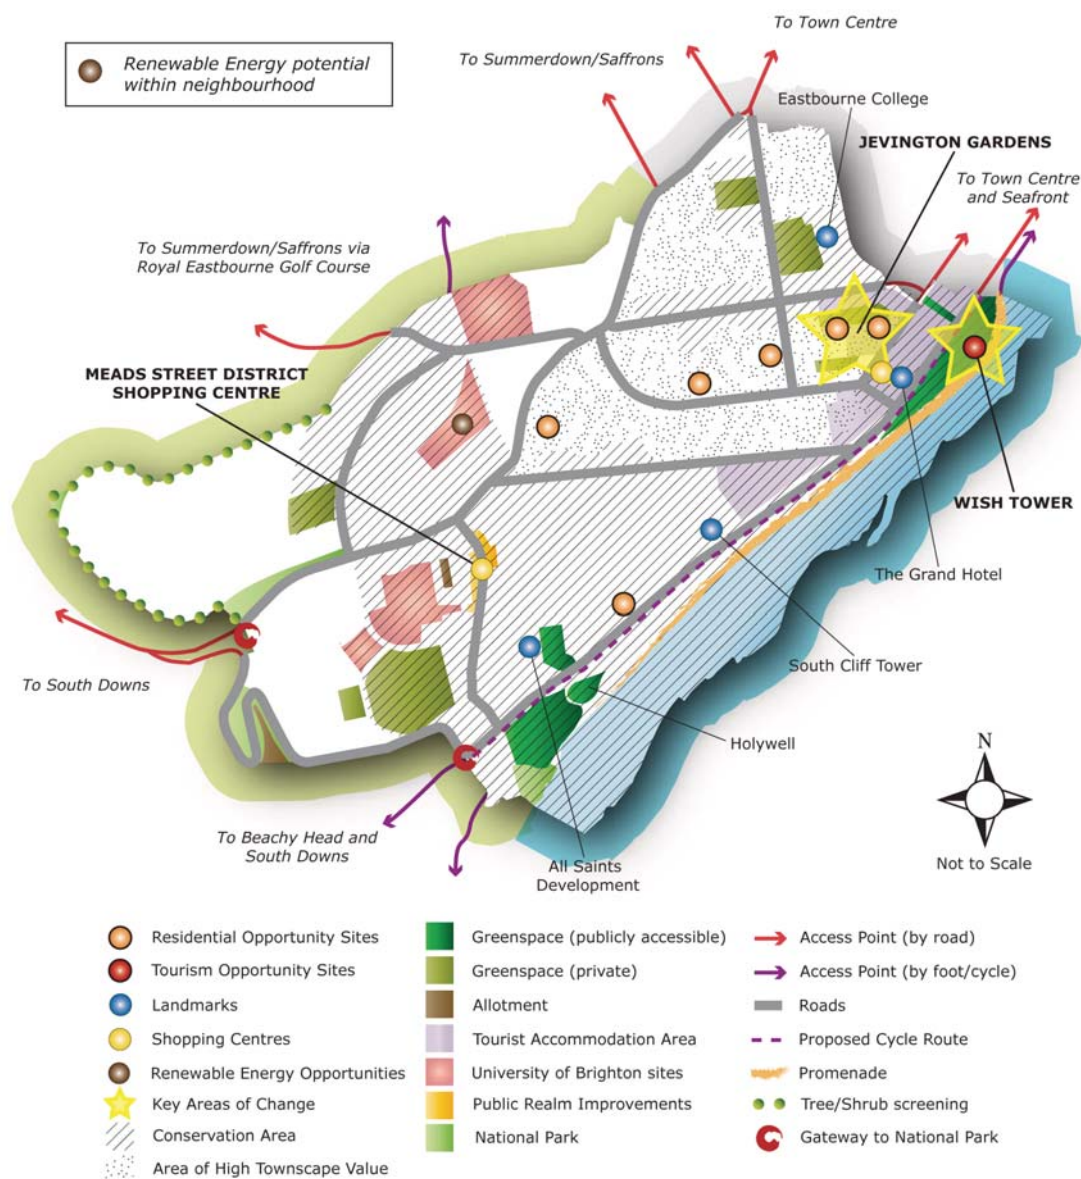 Renewable Energy potential
within neighbourhood
To Town Centre
To Summerdown/Saffrons
Eastbourne College
JEVINGTON GARDENS
To Town Centre
and Seafront
To Summerdown/Saffrons via
Royal Eastbourne Golf Course
MEADS STREET DISTRICT
SHOPPING CENTRE
WISH TOWER
The Grand Hotel
South Cliff Tower
To South Downs
Holywell
N
To Beachy Head and
South Downs
All Saints
Development
Not to Scale
Residential Opportunity Sites
Tourism Opportunity Sites
Landmarks
Shopping Centres
Renewable Energy Opportunities
Key Areas of Change
Conservation Area
Area of High Townscape Value
Greenspace (publicly accessible)
Greenspace (private)
Allotment
Tourist Accommodation Area
University of Brighton sites
Public Realm Improvements
National Park
Access Point (by road)
Access Point (by foot/cycle)
Roads
Proposed Cycle Route
Promenade
Tree/Shrub screening
Gateway to National Park